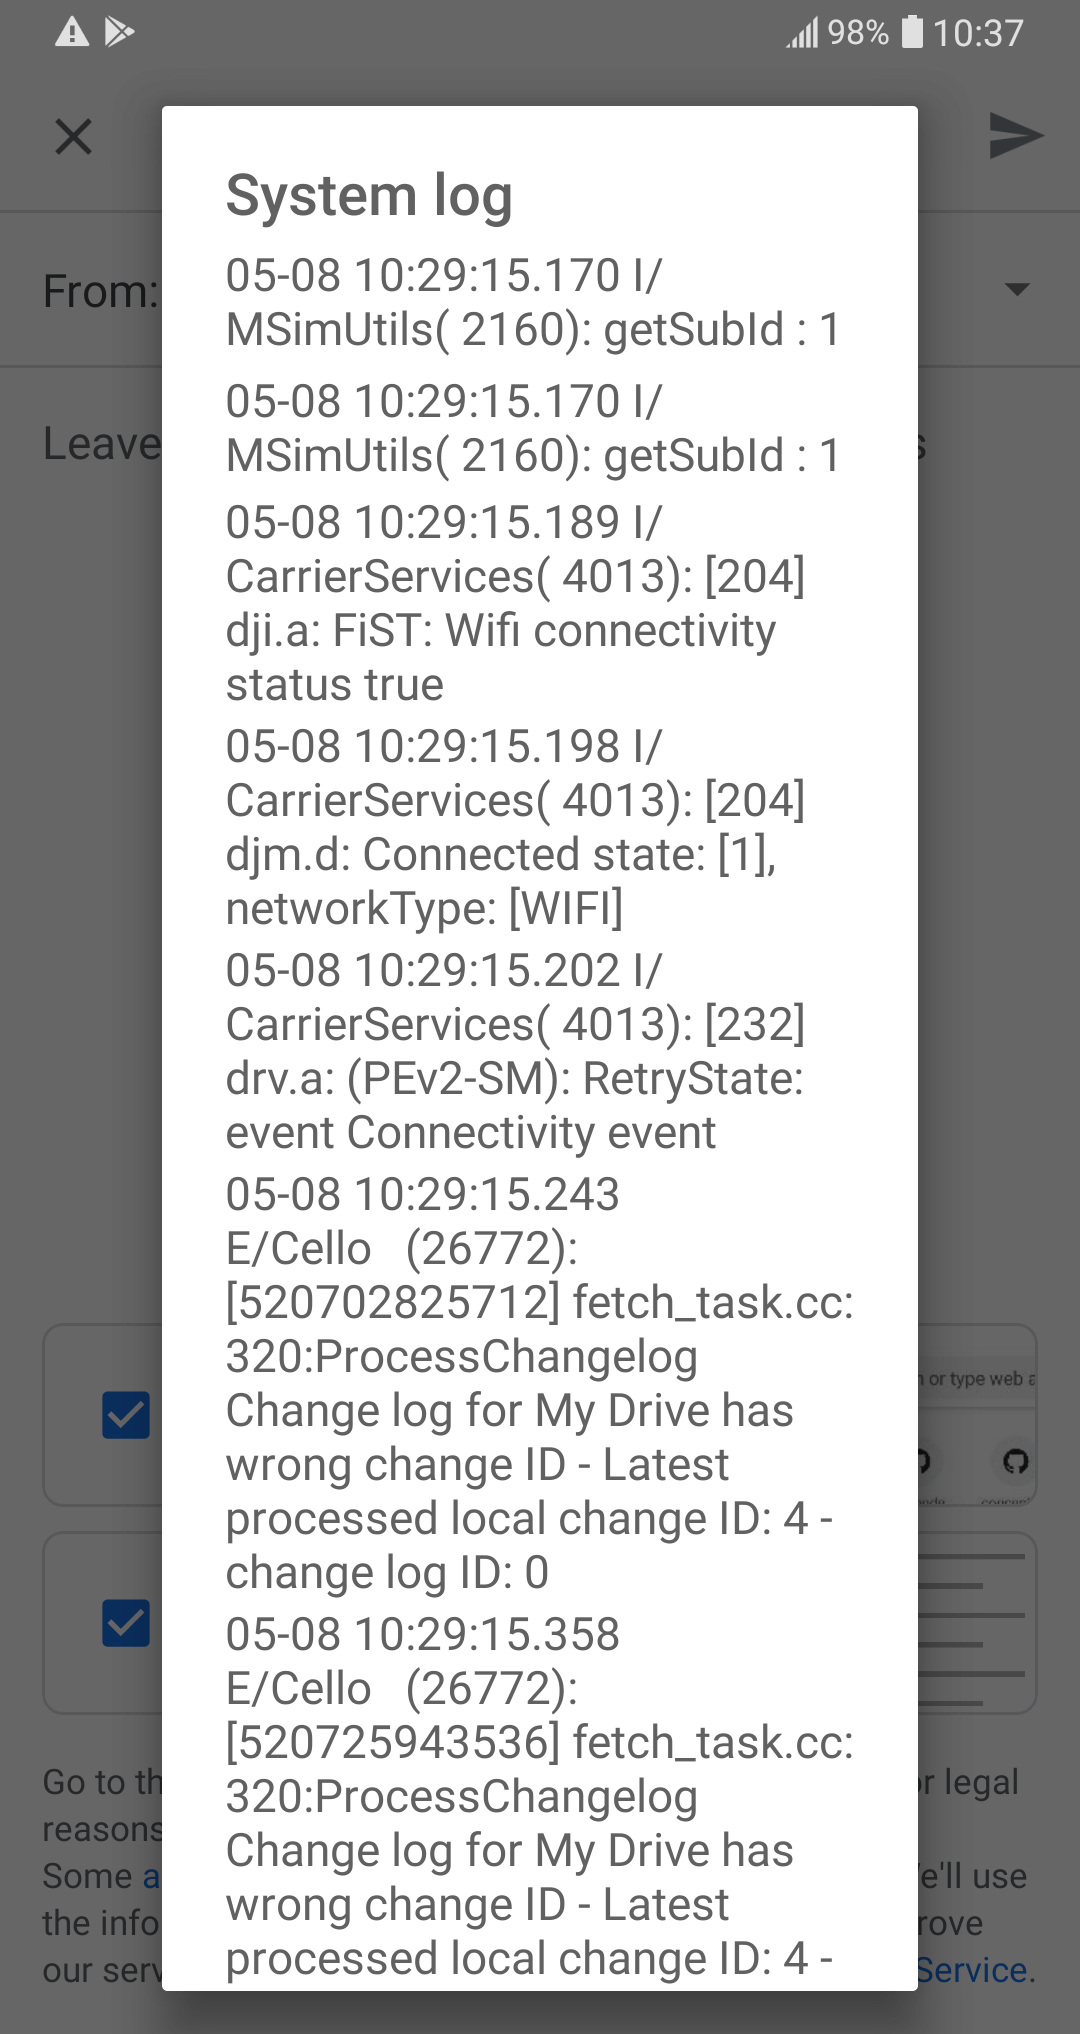 98% 10:37
System log
From:
Leave
05-08 10:29:15.170 I/
MSimUtils( 2160): getSubId : 1
05-08 10:29:15.170 I/
MSimUtils( 2160): getSubId : 1
05-08 10:29:15.189 I/
CarrierServices( 4013): [204]
dji.a: FiST: Wifi connectivity
status true
05-08 10:29:15.198 I/
CarrierServices( 4013): [204]
djm.d: Connected state: [1],
networkType: [WIFI]
05-08 10:29:15.202 I/
CarrierServices( 4013): [232]
drv.a: (PEv2-SM): RetryState:
event Connectivity event
05-08 10:29:15.243
E/Cello   (26772):
[520702825712] fetch_task.cc:
320:ProcessChangelog
Change log for My Drive has
wrong change ID - Latest
processed local change ID: 4 -
change log ID: 0
05-08 10:29:15.358
E/Cello   (26772):
[520725943536] fetch_task.cc:
320:ProcessChangelog
Change log for My Drive has
wrong change ID - Latest
processed local change ID: 4 -
or type web a
Go to th
r legal
reasons
Some a
e'll use
the info
rove
our serv
Service.